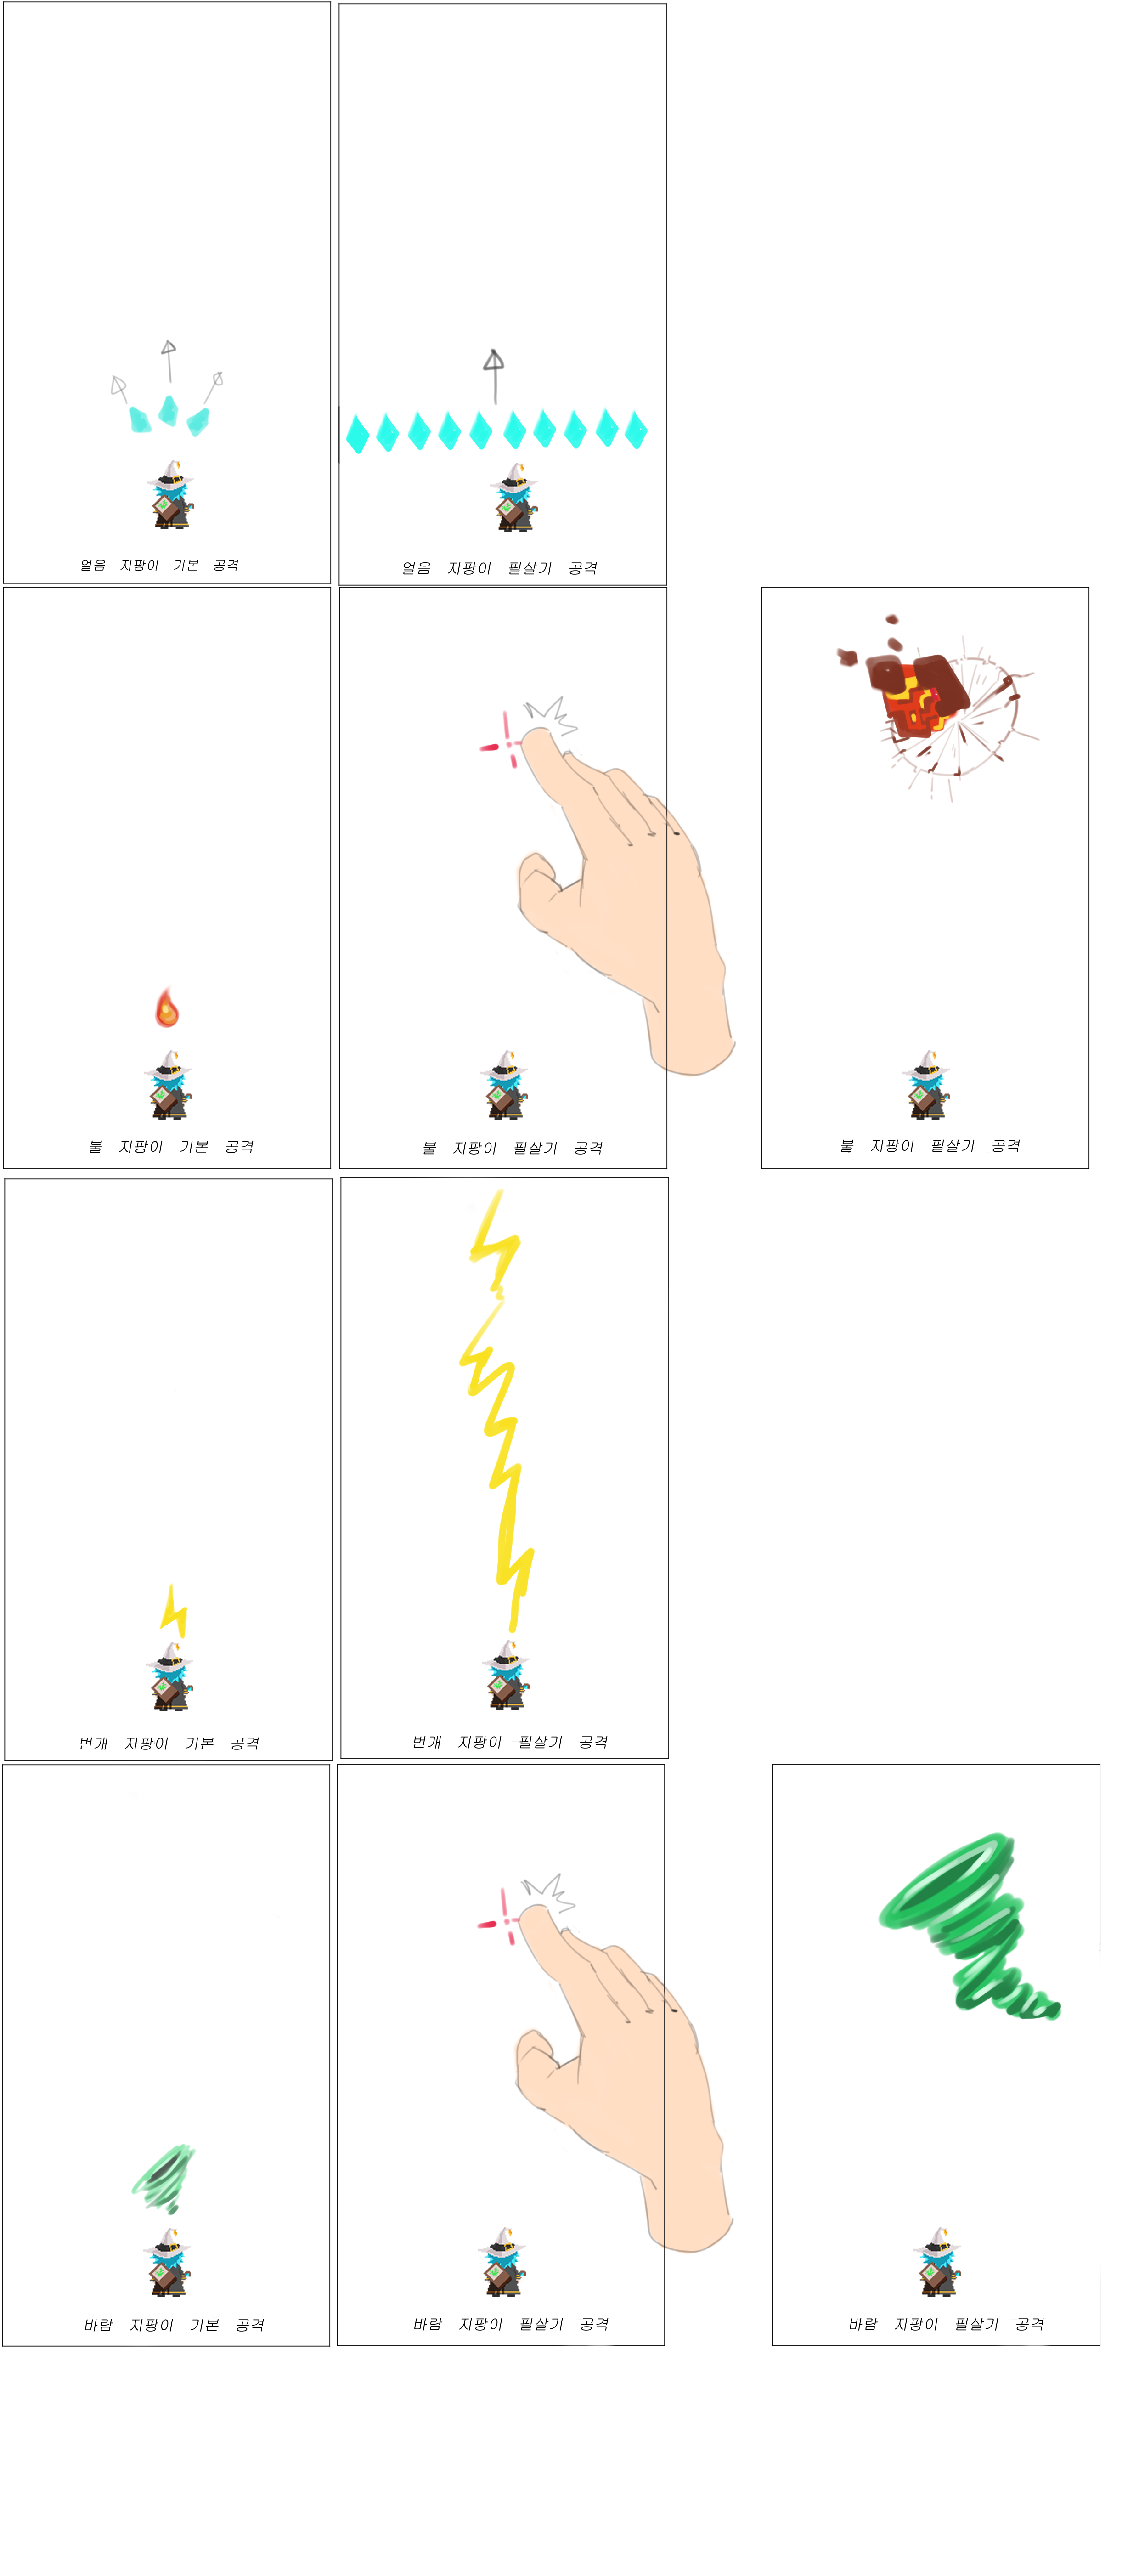 얼음 지팡이 기본 공격
얼음 지팡이 필살기 공격
불 지팡이 기본 공격
불 지팡이 필살기 공격
불 지팡이 필살기 공격
번개 지팡이 기본 공격
번개 지팡이 필살기 공격
바람 지팡이 기본 공격
바람 지팡이 필살기 공격
바람 지팡이 필살기 공격